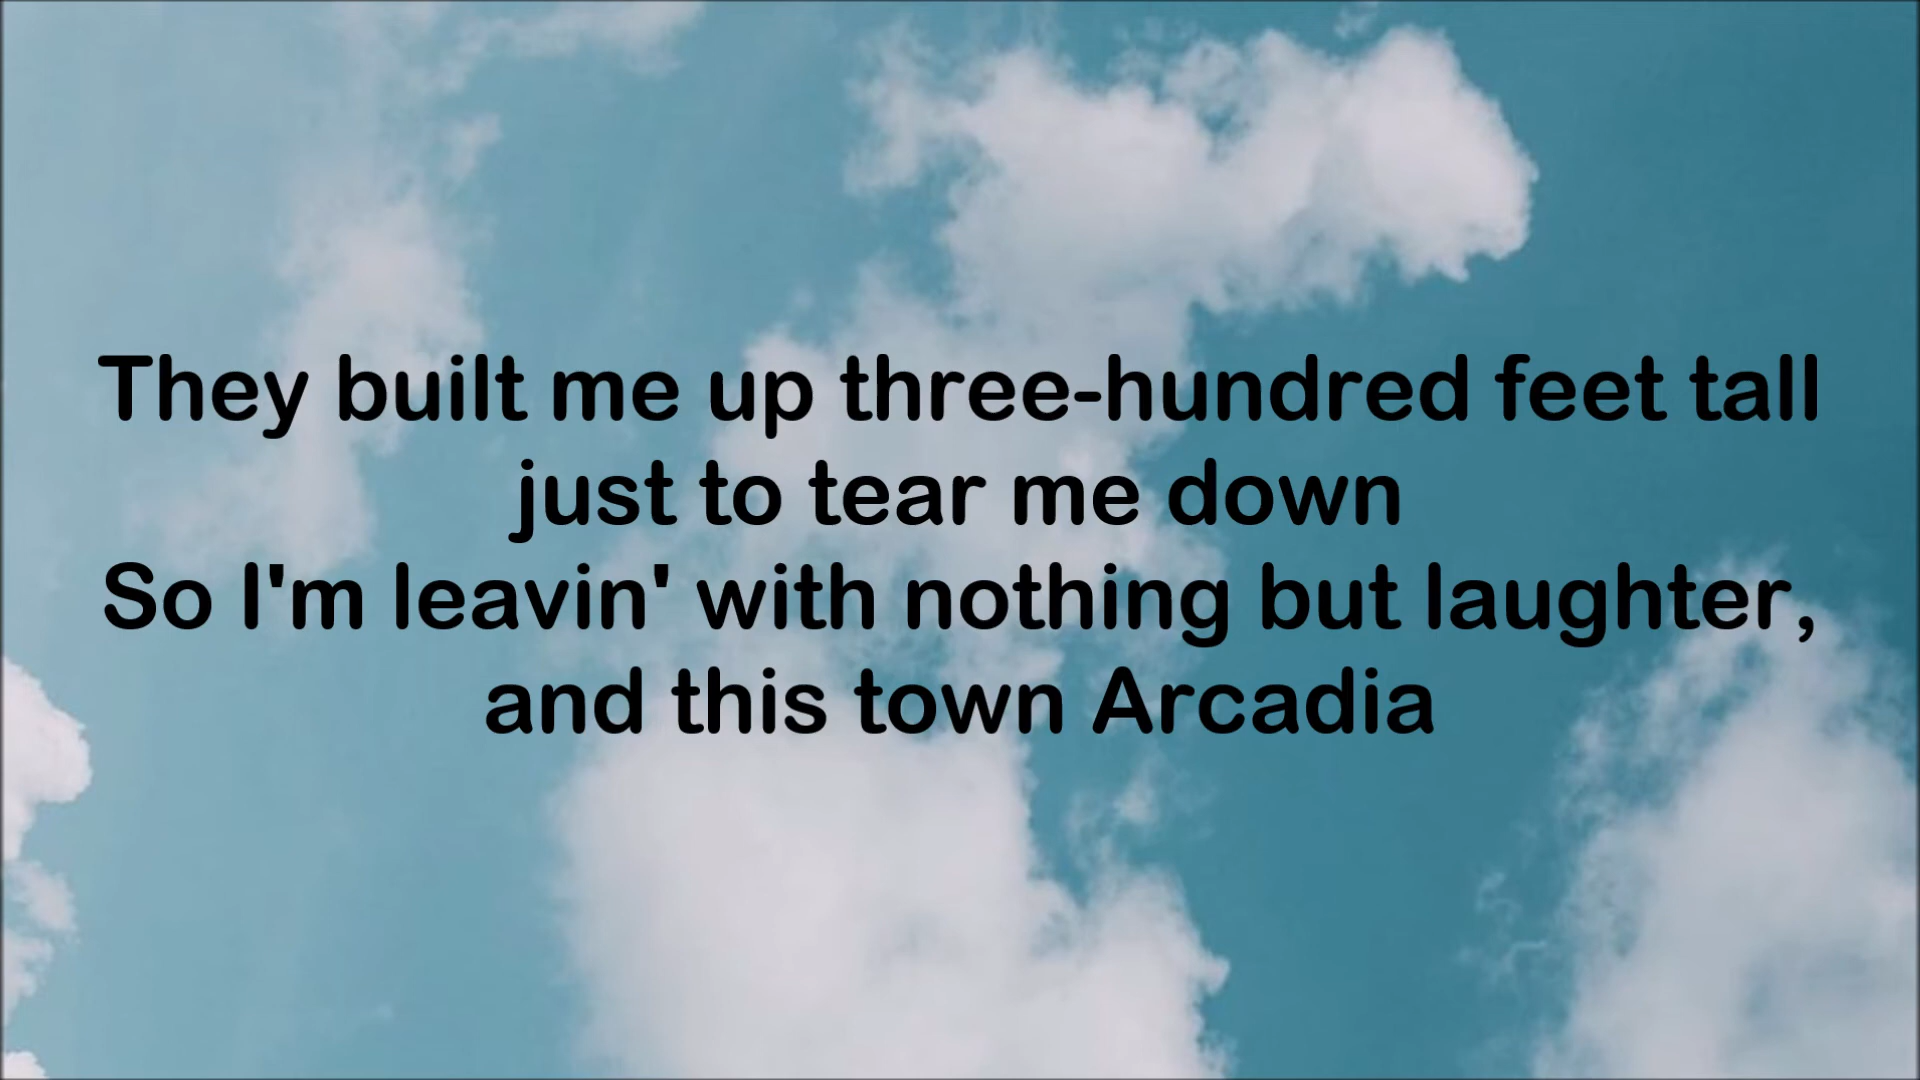 They built me up three-hundred feet tall
just to tear me down
So I'm leavin' with nothing but laughter,
and this town Arcadia